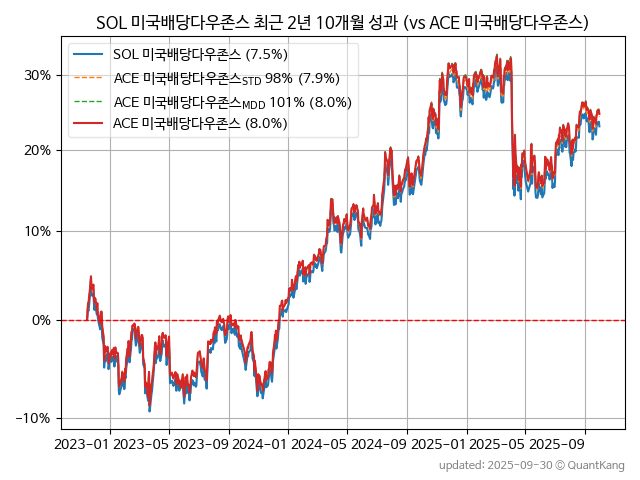 SOL 미국배당다우존스 최근 2년 10개월 성과 (vs ACE 미국배당다우존스)
SOL 미국배당다우존스 (7.5%)
ACE 미국배당다우존스STD 98% (7.9%)
ACE 미국배당다우존스MDD 101% (8.0%)
ACE 미국배당다우존스 (8.0%)
30%
20%
10%
0%
−10%
2023−01 2023−05 2023−09 2024−01 2024−05 2024−09 2025−01 2025−05 2025−09
updated: 2025-09-30 © QuantKang